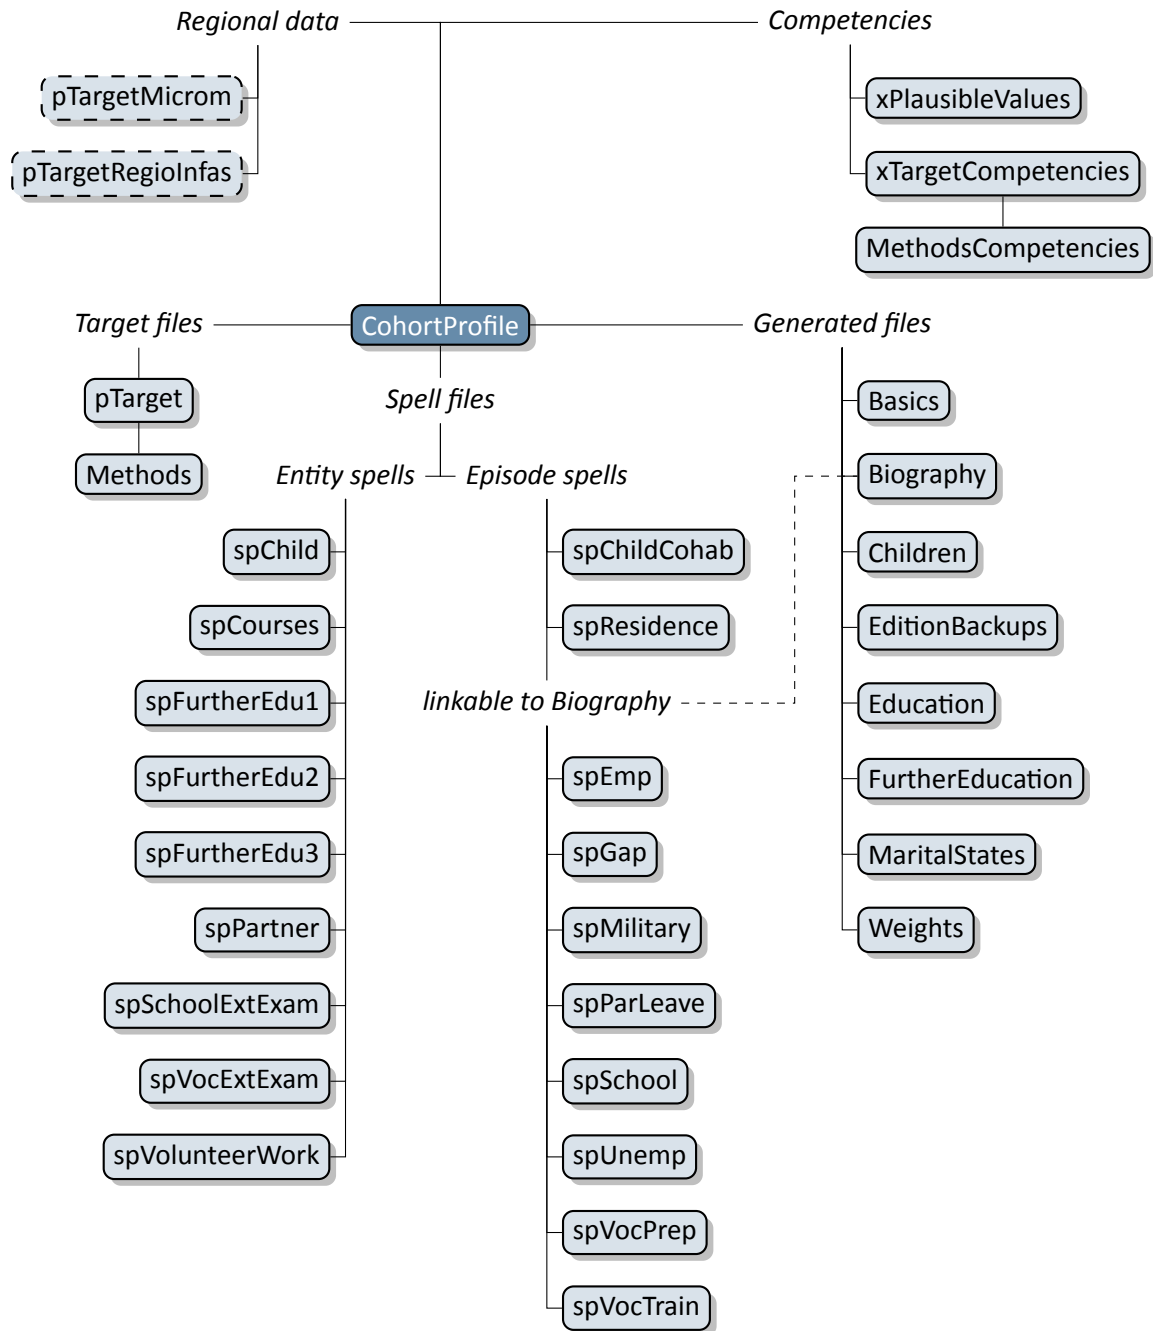 Regional data
Competencies
pTargetMicrom
xPlausibleValues
pTargetRegioInfas
xTargetCompetencies
MethodsCompetencies
Target files
CohortProfile
Generated files
pTarget
Spell files
Basics
Methods
Entity spells
Episode spells
Biography
spChild
spChildCohab
Children
spCourses
spResidence
EditionBackups
spFurtherEdu1
linkable to Biography
Education
spFurtherEdu2
spEmp
FurtherEducation
spFurtherEdu3
spGap
MaritalStates
spPartner
spMilitary
Weights
spSchoolExtExam
spParLeave
spVocExtExam
spSchool
spVolunteerWork
spUnemp
spVocPrep
spVocTrain